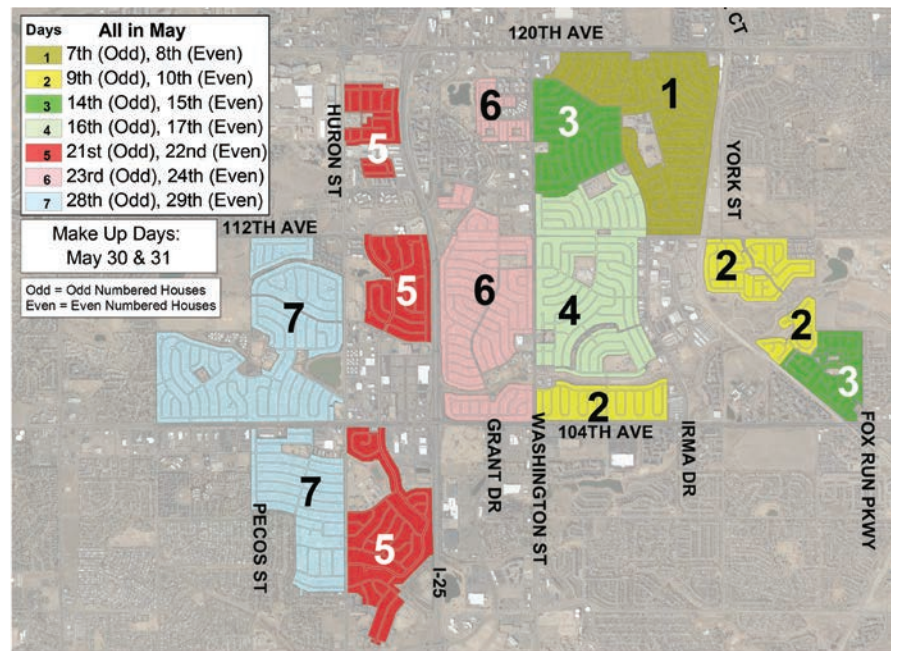 Days All in May
1 7th (Odd), 8th (Even)
2 9th (Odd), 10th (Even)
3 14th (Odd), 15th (Even)
4 16th (Odd), 17th (Even)
5 21st (Odd), 22nd (Even)
6 23rd (Odd), 24th (Even)
7 28th (Odd), 29th (Even)
Make Up Days:
May 30 & 31
Odd = Odd Numbered Houses
Even = Even Numbered Houses
CT
120TH AVE
HURON ST
5
6
3
1
YORK ST
112TH AVE
7
5
6
4
2
2
3
2
104TH AVE
GRANT DR
WASHINGTON ST
IRMA DR
FOX RUN PKWY
7
PECOS ST
5
I-25